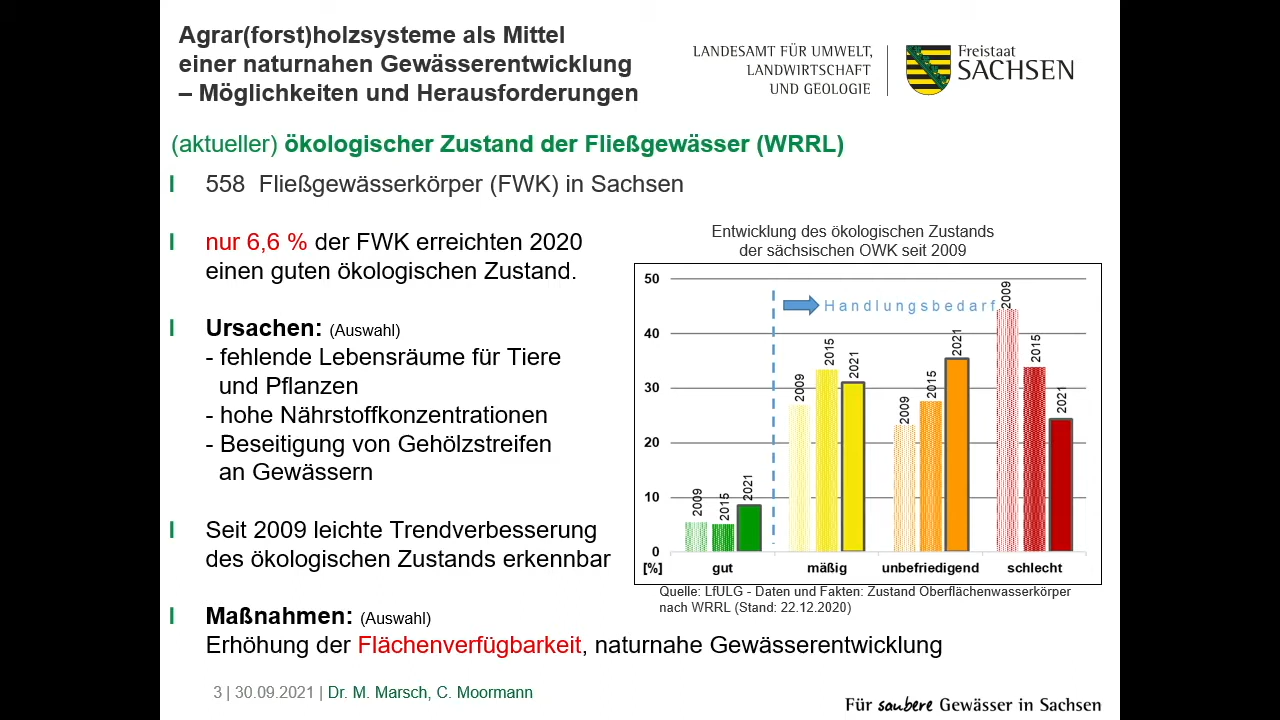 Agrar(forst)holzsysteme als Mittel
einer naturnahen Gewässerentwicklung
– Möglichkeiten und Herausforderungen
LANDESAMT FÜR UMWELT,
LANDWIRTSCHAFT
UND GEOLOGIE
Freistaat
SACHSEN
(aktueller) ökologischer Zustand der Fließgewässer (WRRL)
558 Fließgewässerkörper (FWK) in Sachsen
nur 6,6 % der FWK erreichten 2020
einen guten ökologischen Zustand.
Ursachen: (Auswahl)
- fehlende Lebensräume für Tiere
und Pflanzen
- hohe Nährstoffkonzentrationen
- Beseitigung von Gehölzstreifen
an Gewässern
Seit 2009 leichte Trendverbesserung
des ökologischen Zustands erkennbar
Maßnahmen: (Auswahl)
Erhöhung der Flächenverfügbarkeit, naturnahe Gewässerentwicklung
Entwicklung des ökologischen Zustands
der sächsischen OWK seit 2009
50
40
30
20
10
0
[%]
Handlungsbedarf
2009
2015
2021
2009
2015
2021
2009
2015
2021
2009
2015
2021
gut
mäßig
unbefriedigend
schlecht
Quelle: LfULG - Daten und Fakten: Zustand Oberflächenwasserkörper
nach WRRL (Stand: 22.12.2020)
3 | 30.09.2021 | Dr. M. Marsch, C. Moormann
Für saubere Gewässer in Sachsen